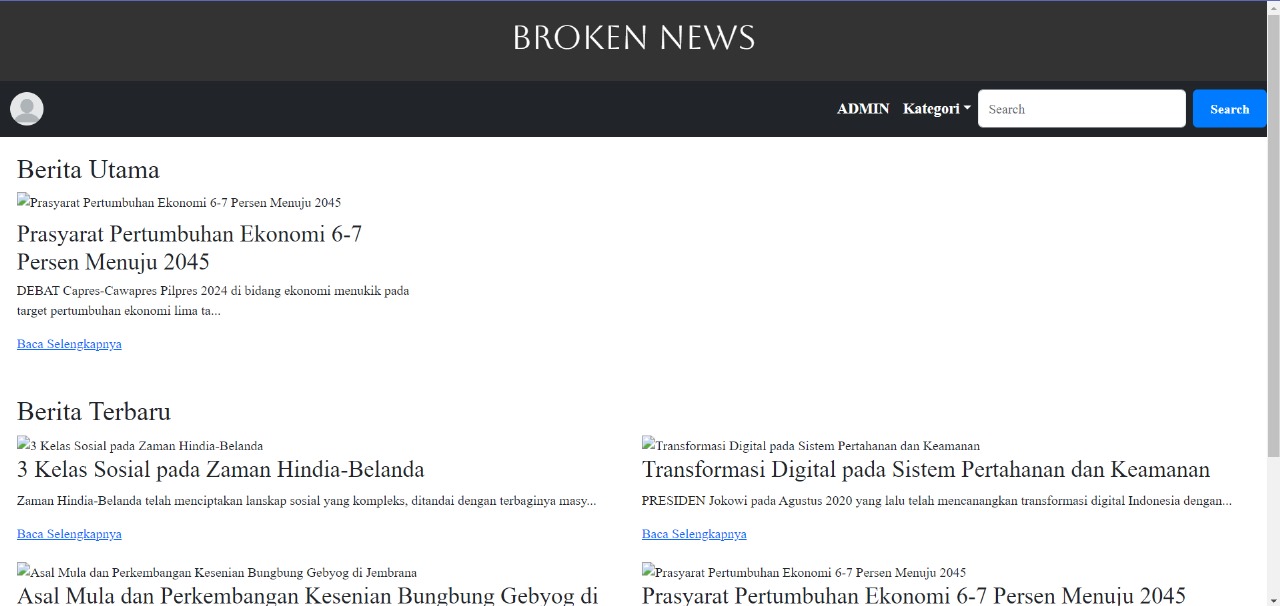 BROKEN NEWS
ADMIN Kategori Search Search
Berita Utama
Prasyarat Pertumbuhan Ekonomi 6-7 Persen Menuju 2045
Prasyarat Pertumbuhan Ekonomi 6-7
Persen Menuju 2045
DEBAT Capres-Cawapres Pilpres 2024 di bidang ekonomi menukik pada
target pertumbuhan ekonomi lima ta...
Baca Selengkapnya
Berita Terbaru
3 Kelas Sosial pada Zaman Hindia-Belanda
3 Kelas Sosial pada Zaman Hindia-Belanda
Zaman Hindia-Belanda telah menciptakan lanskap sosial yang kompleks, ditandai dengan terbaginya masy...
Baca Selengkapnya
Transformasi Digital pada Sistem Pertahanan dan Keamanan
Transformasi Digital pada Sistem Pertahanan dan Keamanan
PRESIDEN Jokowi pada Agustus 2020 yang lalu telah mencanangkan transformasi digital Indonesia dengan...
Baca Selengkapnya
Asal Mula dan Perkembangan Kesenian Bungbung Gebyog di Jembrana
Asal Mula dan Perkembangan Kesenian Bungbung Gebyog di
Prasyarat Pertumbuhan Ekonomi 6-7 Persen Menuju 2045
Prasyarat Pertumbuhan Ekonomi 6-7 Persen Menuju 2045